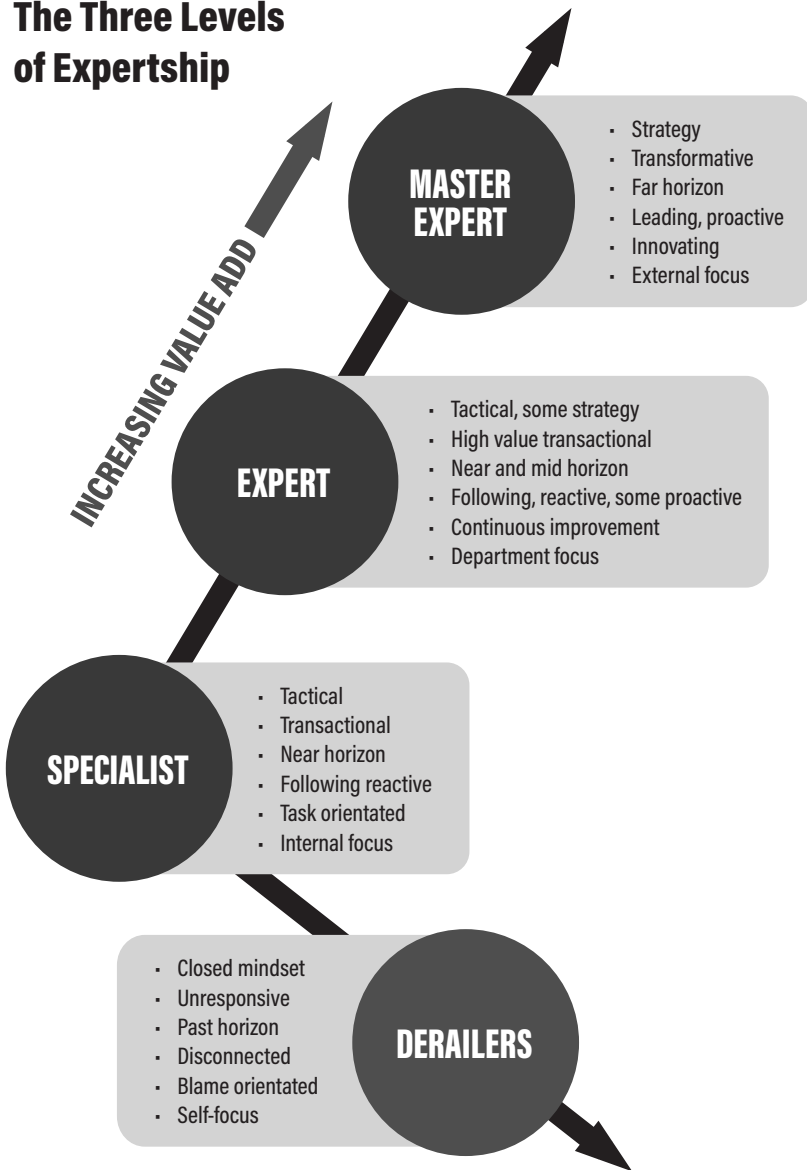 The Three Levels
of Expertship
INCREASING VALUE ADD
MASTER
EXPERT
· Strategy
· Transformative
· Far horizon
· Leading, proactive
· Innovating
· External focus
EXPERT
· Tactical, some strategy
· High value transactional
· Near and mid horizon
· Following, reactive, some proactive
· Continuous improvement
· Department focus
SPECIALIST
· Tactical
· Transactional
· Near horizon
· Following reactive
· Task orientated
· Internal focus
· Closed mindset
· Unresponsive
· Past horizon
· Disconnected
· Blame orientated
· Self-focus
DERAILERS